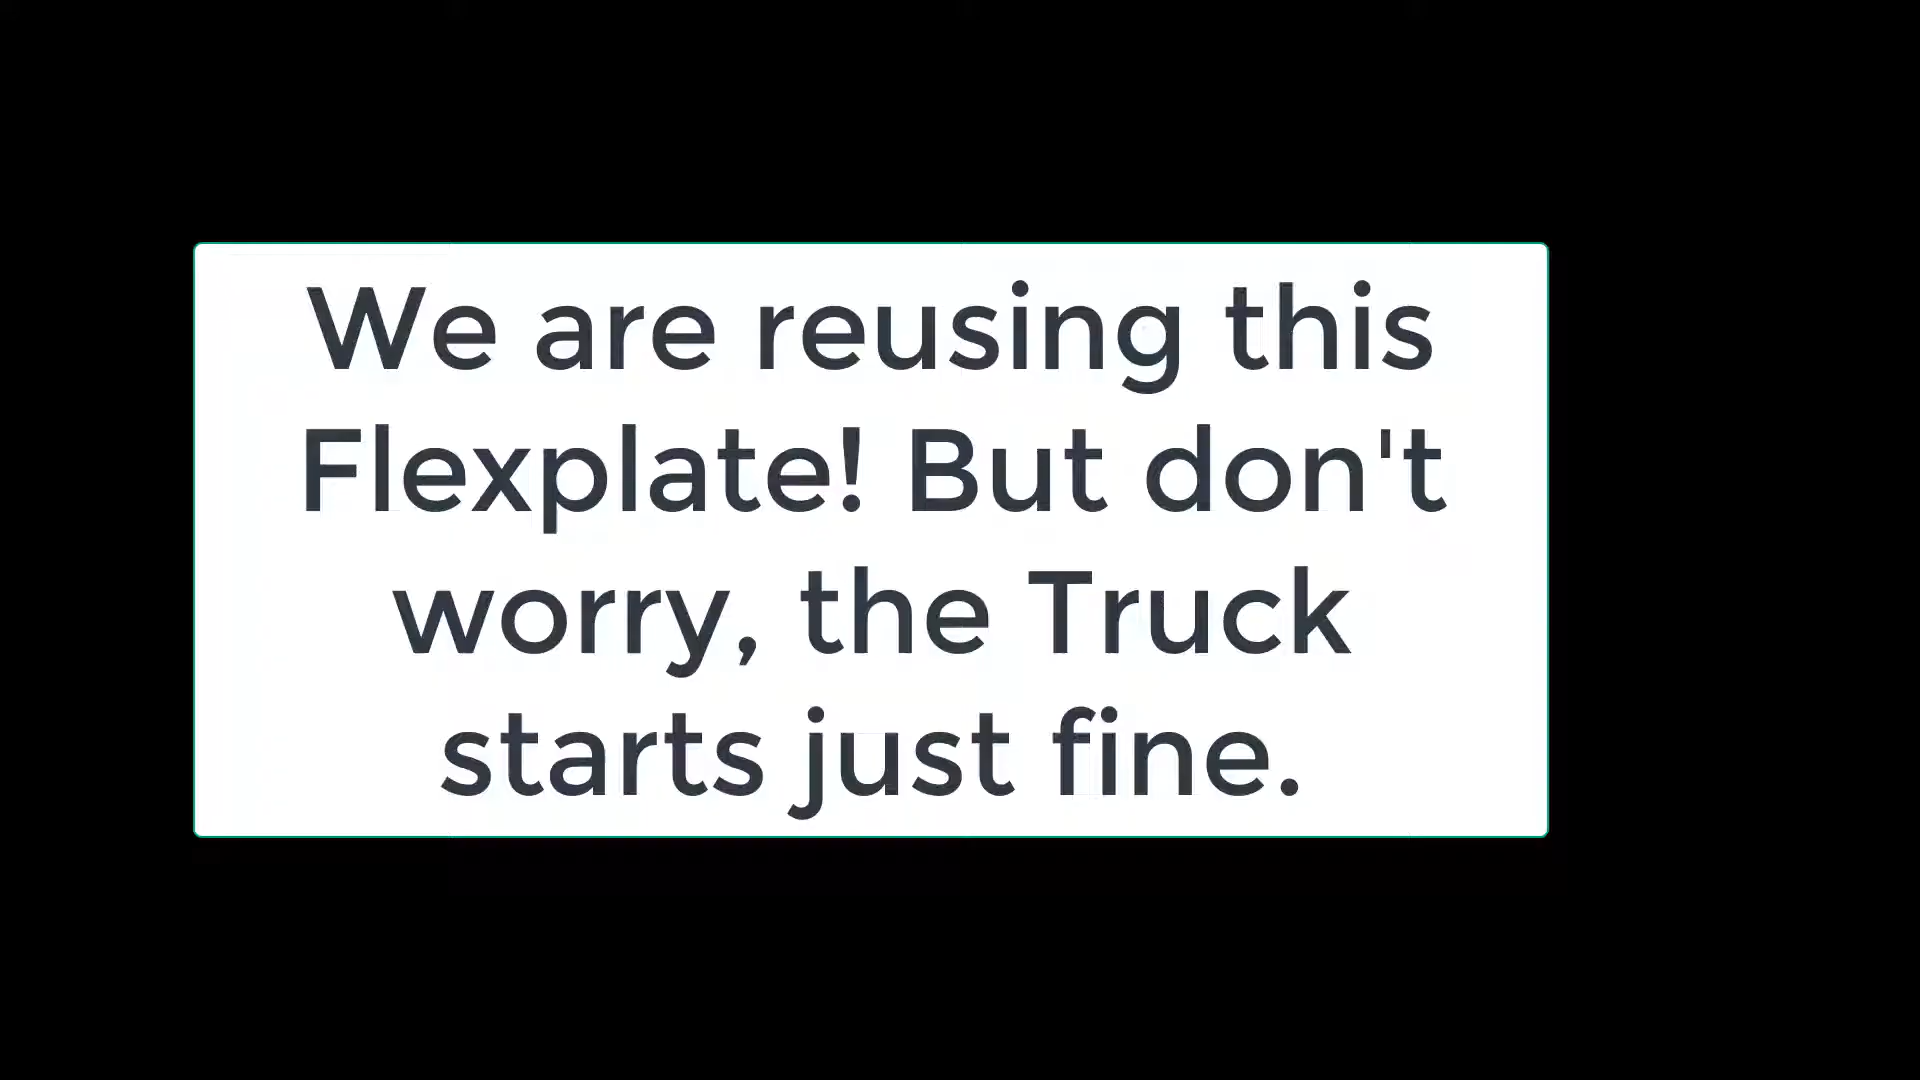 We are reusing this
Flexplate! But don't
worry, the Truck
starts just fine.